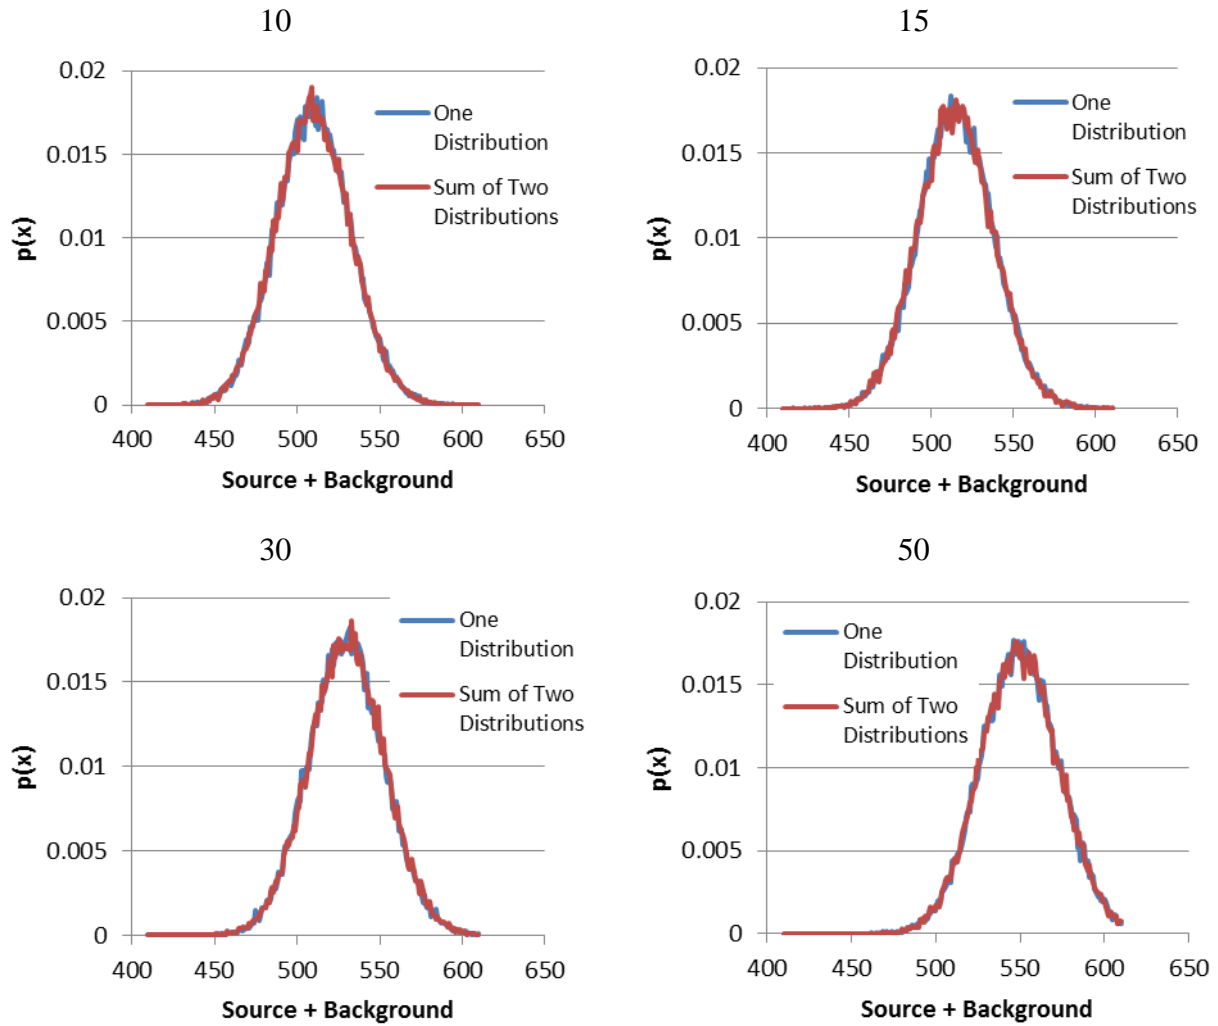 10
0.02
0.015
0.01
0.005
0
p(x)
400 450 500 550 600 650
Source + Background
One
Distribution
Sum of Two
Distributions
15
0.02
0.015
0.01
0.005
0
p(x)
400 450 500 550 600 650
Source + Background
One
Distribution
Sum of Two
Distributions
30
0.02
0.015
0.01
0.005
0
p(x)
400 450 500 550 600 650
Source + Background
One
Distribution
Sum of Two
Distributions
50
0.02
0.015
0.01
0.005
0
p(x)
400 450 500 550 600 650
Source + Background
One
Distribution
Sum of Two
Distributions